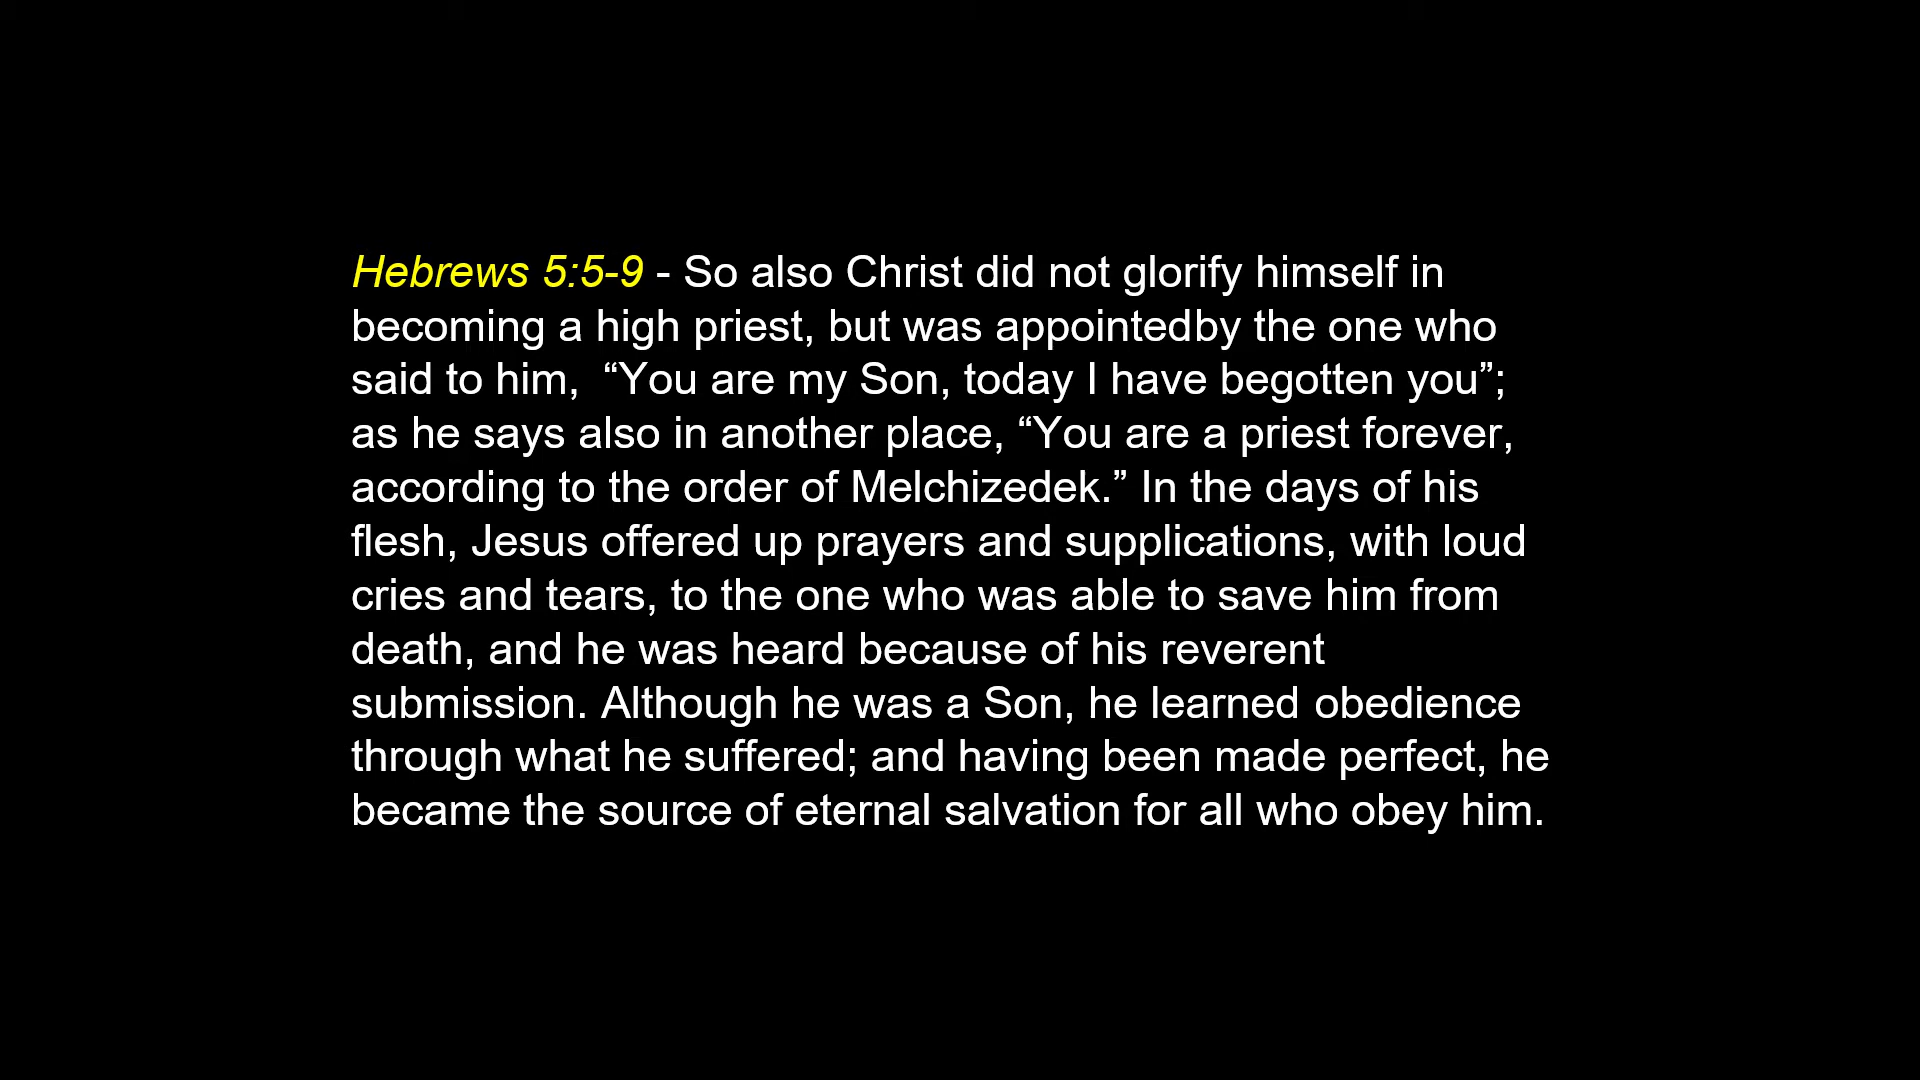 Hebrews 5:5-9 - So also Christ did not glorify himself in
becoming a high priest, but was appointedby the one who
said to him,  “You are my Son, today I have begotten you”;
as he says also in another place, “You are a priest forever,
according to the order of Melchizedek.” In the days of his
flesh, Jesus offered up prayers and supplications, with loud
cries and tears, to the one who was able to save him from
death, and he was heard because of his reverent
submission. Although he was a Son, he learned obedience
through what he suffered; and having been made perfect, he
became the source of eternal salvation for all who obey him.